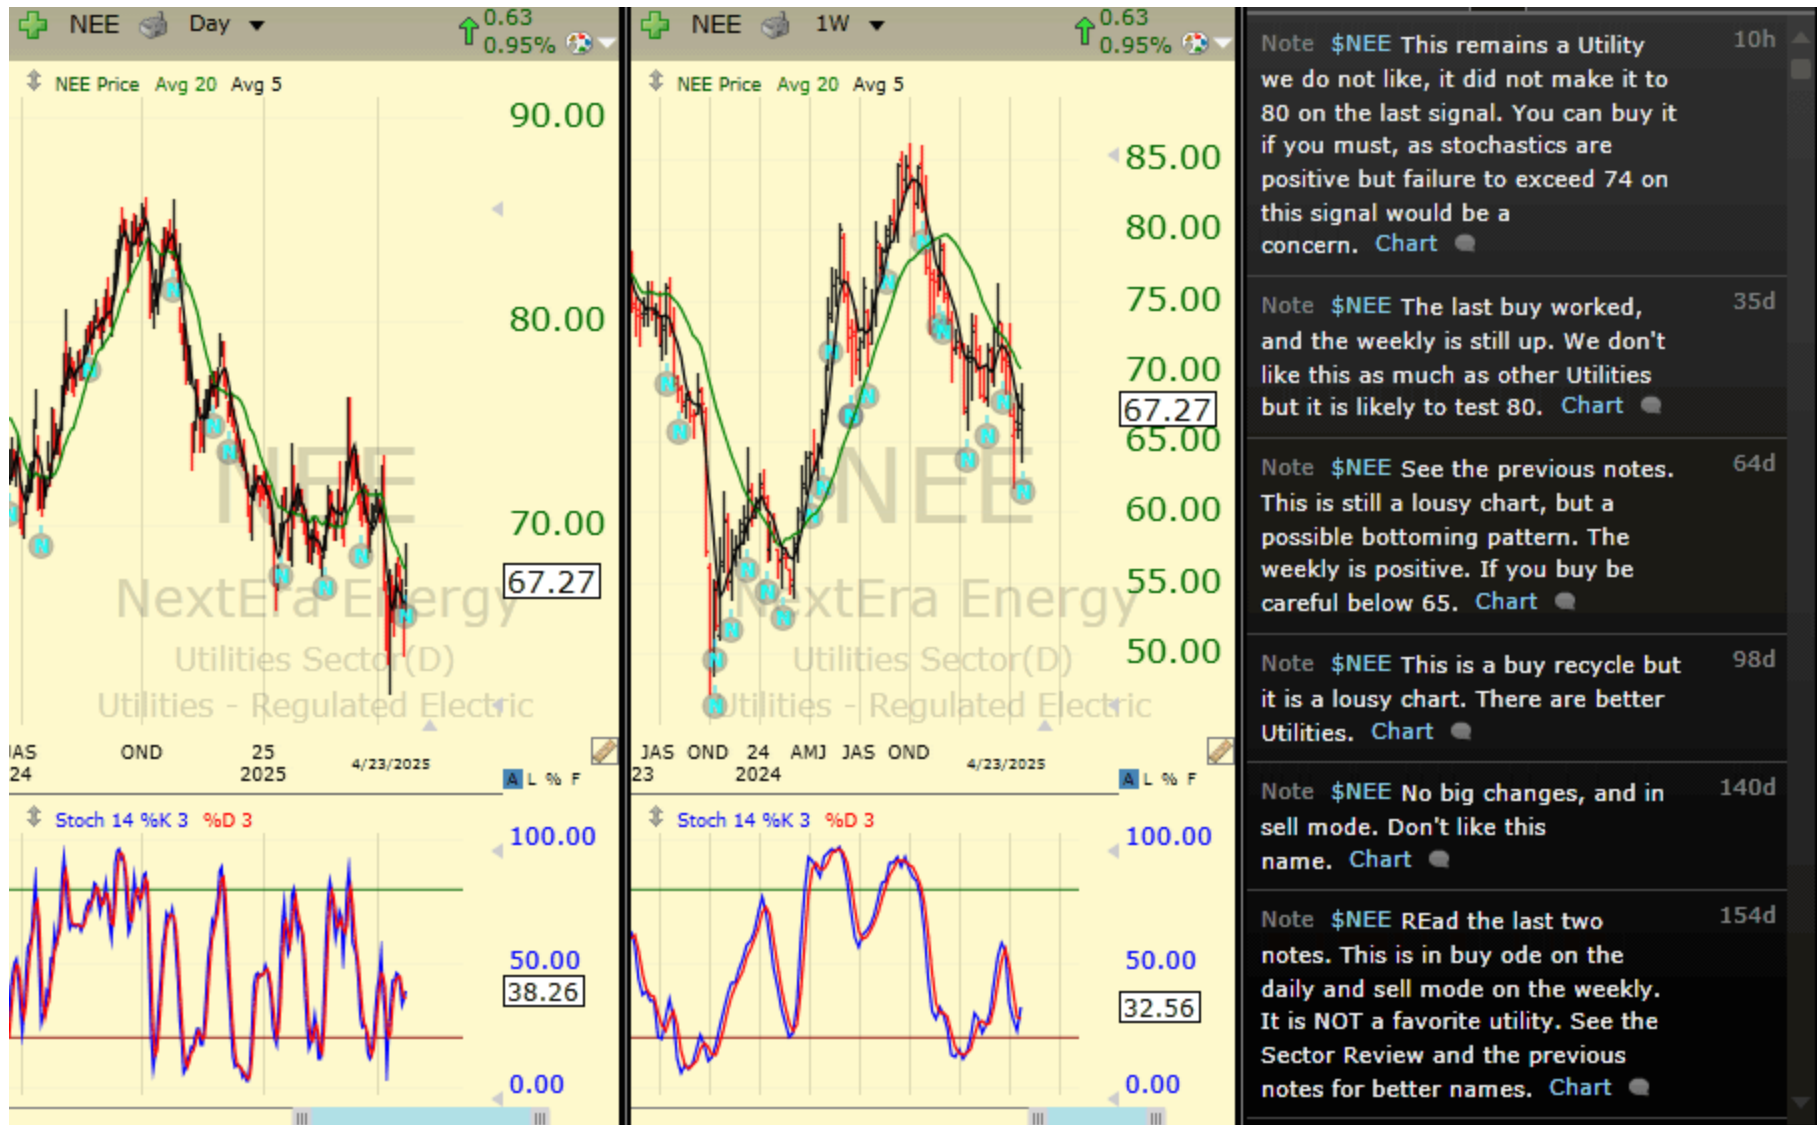 NEE Day 0.63
0.95%
NEE Price Avg 20 Avg 5
90.00
80.00
70.00
67.27
NEE
NextEra Energy
Utilities Sector(D)
Utilities - Regulated Electric
JAS OND 25
24 2025 4/23/2025
A L % F
Stoch 14 %K 3 %D 3
100.00
50.00
38.26
0.00
NEE 1W 0.63
0.95%
NEE Price Avg 20 Avg 5
85.00
80.00
75.00
70.00
67.27
65.00
60.00
55.00
50.00
NEE
NextEra Energy
Utilities Sector(D)
Utilities - Regulated Electric
JAS OND 24 AMJ JAS OND
23 2024 4/23/2025
A L % F
Stoch 14 %K 3 %D 3
100.00
50.00
32.56
0.00
Note $NEE This remains a Utility 10h
we do not like, it did not make it to
80 on the last signal. You can buy it
if you must, as stochastics are
positive but failure to exceed 74 on
this signal would be a
concern. Chart
Note $NEE The last buy worked, 35d
and the weekly is still up. We don't
like this as much as other Utilities
but it is likely to test 80. Chart
Note $NEE See the previous notes. 64d
This is still a lousy chart, but a
possible bottoming pattern. The
weekly is positive. If you buy be
careful below 65. Chart
Note $NEE This is a buy recycle but 98d
it is a lousy chart. There are better
Utilities. Chart
Note $NEE No big changes, and in 140d
sell mode. Don't like this
name. Chart
Note $NEE REad the last two 154d
notes. This is in buy ode on the
daily and sell mode on the weekly.
It is NOT a favorite utility. See the
Sector Review and the previous
notes for better names. Chart